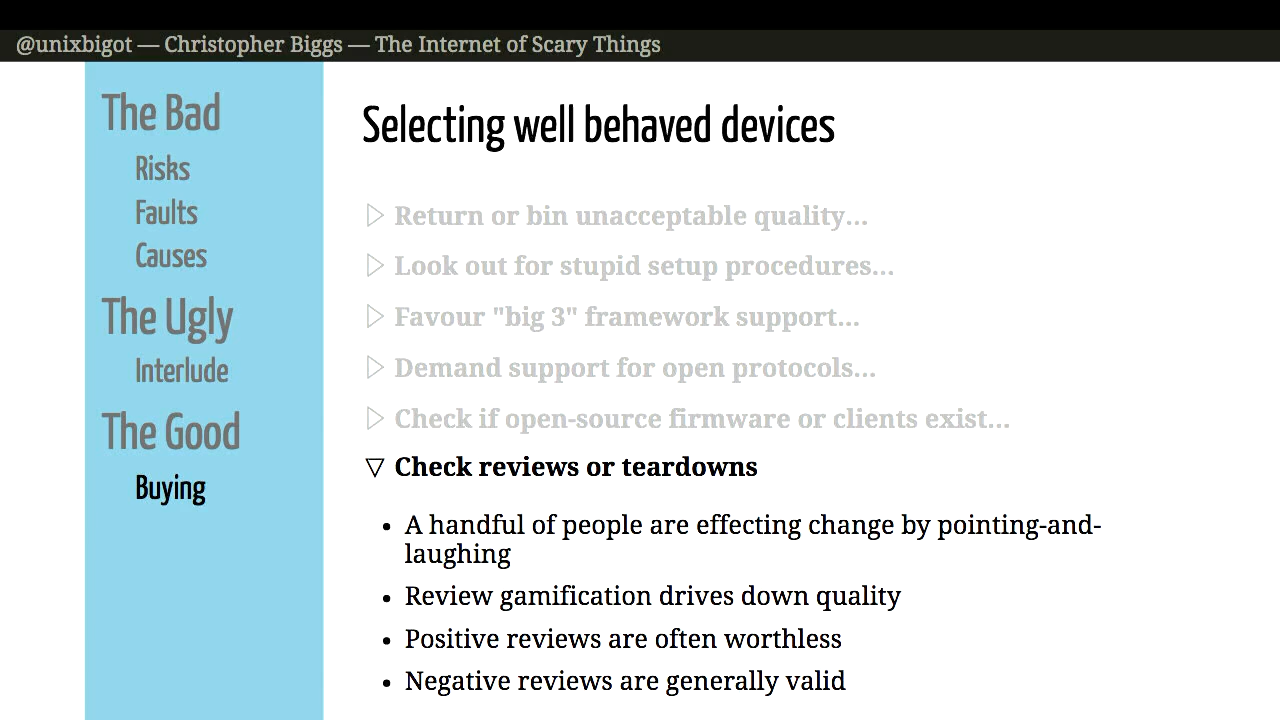 @unixbigot — Christopher Biggs — The Internet of Scary Things
The Bad
Risks
Faults
Causes
The Ugly
Interlude
The Good
Buying
Selecting well behaved devices
▷ Return or bin unacceptable quality...
▷ Look out for stupid setup procedures...
▷ Favour "big 3" framework support...
▷ Demand support for open protocols...
▷ Check if open-source firmware or clients exist...
▽ Check reviews or teardowns
• A handful of people are effecting change by pointing-and-
laughing
• Review gamification drives down quality
• Positive reviews are often worthless
• Negative reviews are generally valid